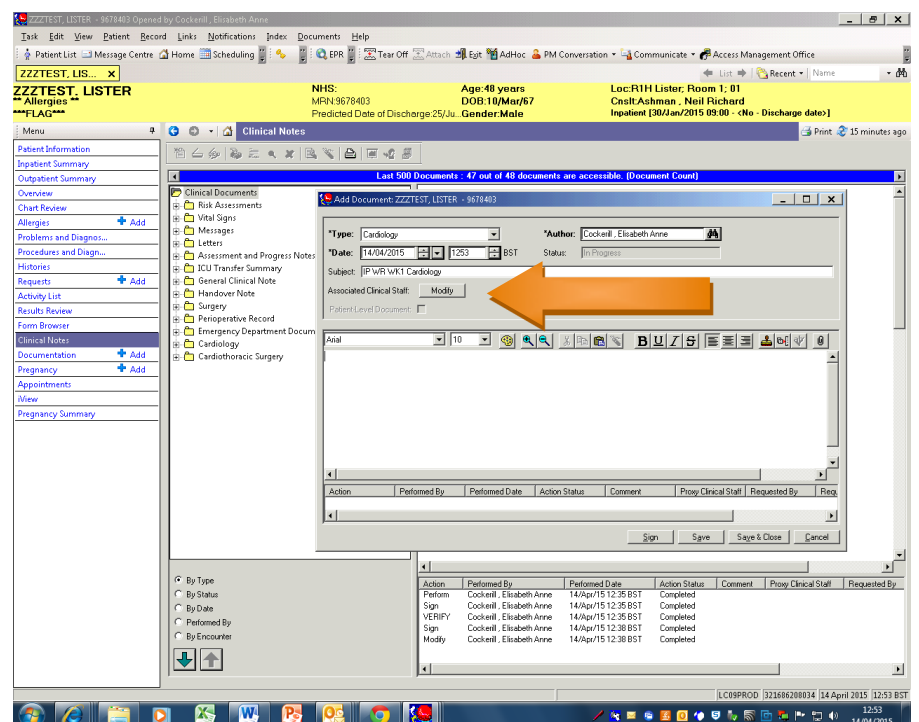 ZZZTEST, LISTER - 9678403 Opened by Cockerill , Elisabeth Anne
Task Edit View Patient Record Links Notifications Index Documents Help
Patient List Message Centre Home Scheduling EPR Tear Off Attach Exit AdHoc PM Conversation Communicate Access Management Office
ZZZTEST, LIS... List Recent Name
ZZZTEST, LISTER NHS: Age:48 years Loc:R1H Lister; Room 1; 01
** Allergies ** MRN:9678403 DOB:10/Mar/67 Cnslt:Ashman , Neil Richard
***FLAG*** Predicted Date of Discharge:25/Ju... Gender:Male Inpatient [30/Jan/2015 09:00 - <No - Discharge date>]
Menu Clinical Notes Print 15 minutes ago
Patient Information
Inpatient Summary
Outpatient Summary
Overview
Chart Review
Allergies Add
Problems and Diagnos...
Procedures and Diagn...
Histories
Requests Add
Activity List
Results Review
Form Browser
Clinical Notes
Documentation Add
Pregnancy Add
Appointments
iView
Pregnancy Summary
Last 500 Documents : 47 out of 48 documents are accessible. (Document Count)
Clinical Documents
Risk Assessments
Vital Signs
Messages
Letters
Assessment and Progress Notes
ICU Transfer Summary
General Clinical Note
Handover Note
Surgery
Perioperative Record
Emergency Department Docum
Cardiology
Cardiothoracic Surgery
Add Document: ZZZTEST, LISTER - 9678403
*Type: Cardiology *Author: Cockerill , Elisabeth Anne
*Date: 14/04/2015 1253 BST Status: In Progress
Subject: IP WR WK1 Cardiology
Associated Clinical Staff: Modify
Patient Level Document:
Arial 10 B U I S
Action Performed By Performed Date Action Status Comment Proxy Clinical Staff Requested By Requ
Sign Save Save & Close Cancel
By Type
By Status
By Date
Performed By
By Encounter
Action Performed By Performed Date Action Status Comment Proxy Clinical Staff Requested By
Perform Cockerill , Elisabeth Anne 14/Apr/15 12:35 BST Completed
Sign Cockerill , Elisabeth Anne 14/Apr/15 12:35 BST Completed
VERIFY Cockerill , Elisabeth Anne 14/Apr/15 12:35 BST Completed
Sign Cockerill , Elisabeth Anne 14/Apr/15 12:38 BST Completed
Modify Cockerill , Elisabeth Anne 14/Apr/15 12:38 BST Completed
LC09PROD 321686208034 14 April 2015 12:53 BST
12:53
14/04/2015